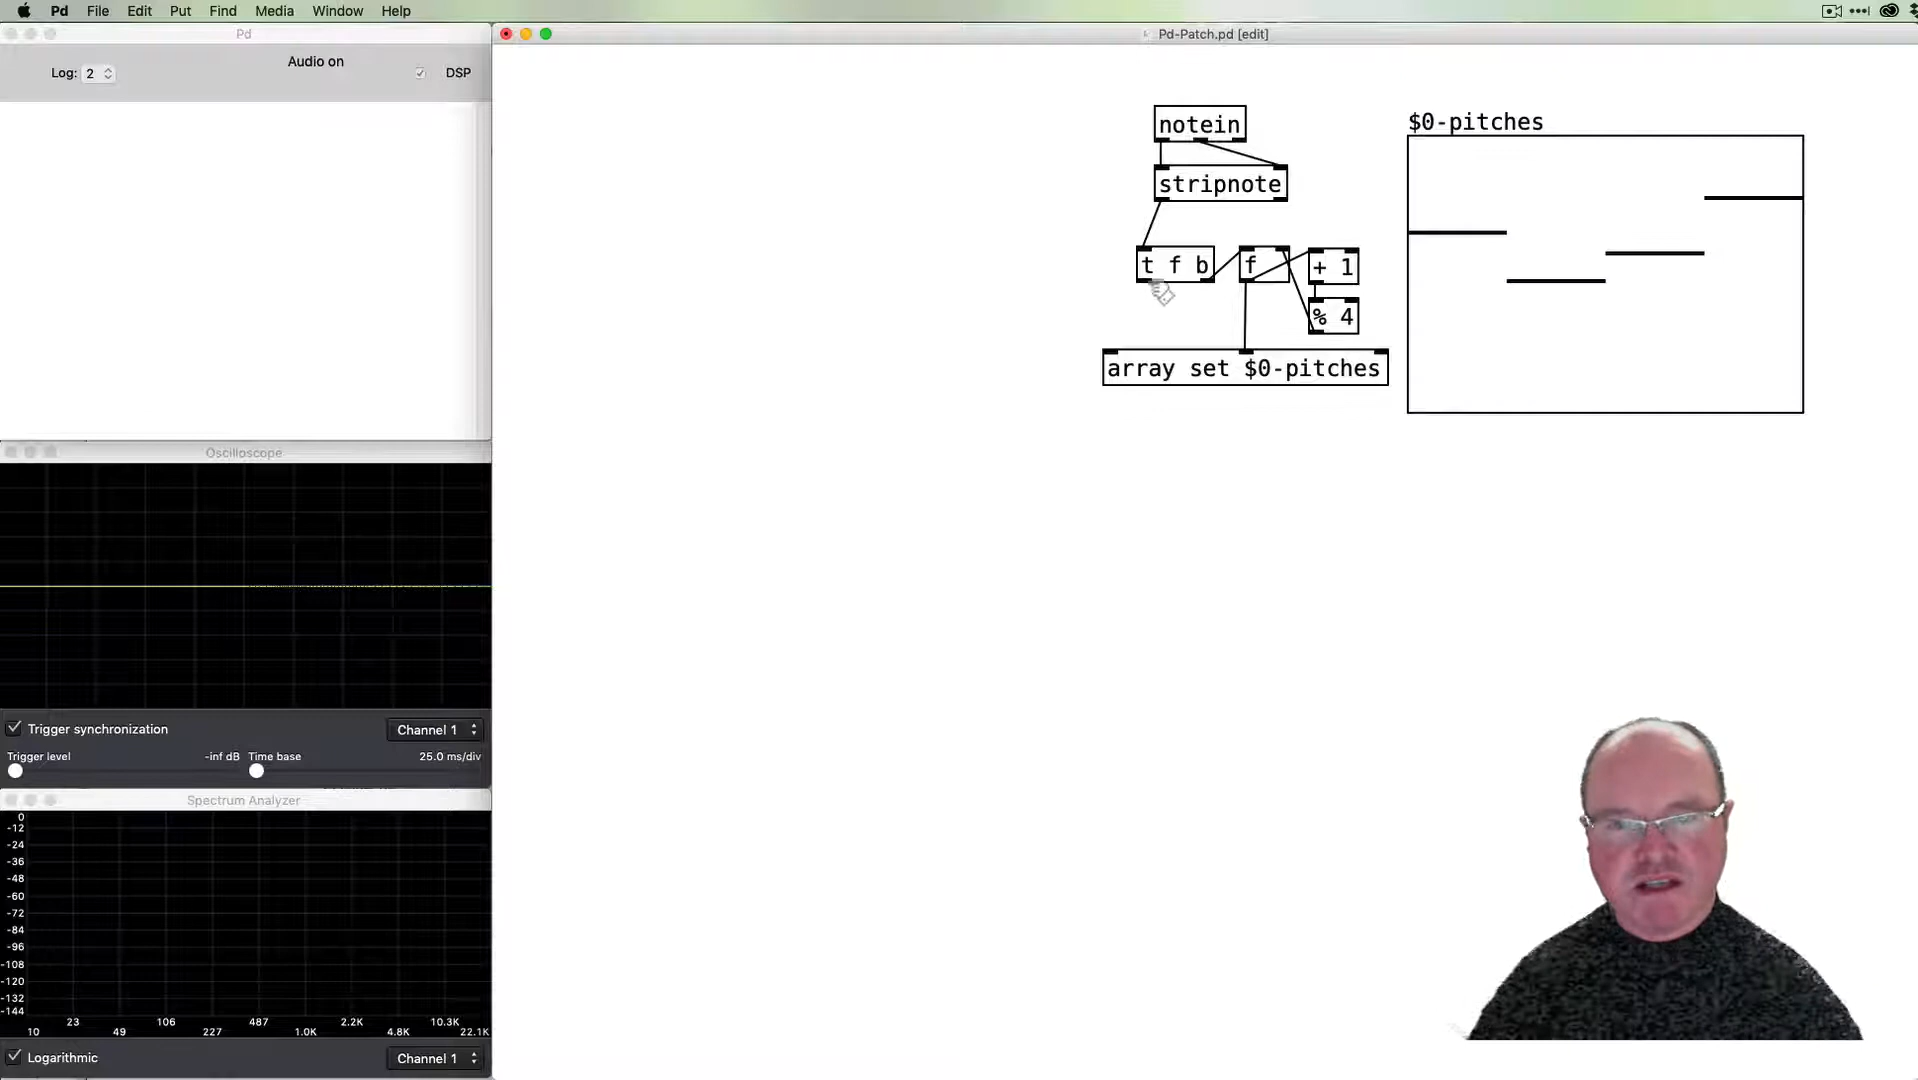 Pd File Edit Put Find Media Window Help
Pd
Log: 2
Audio on
DSP
Pd-Patch.pd [edit]
notein
stripnote
t f b
f
+ 1
% 4
array set $0-pitches
$0-pitches
Oscilloscope
Trigger synchronization
Channel 1
Trigger level
-inf dB
Time base
25.0 ms/div
Spectrum Analyzer
0
-12
-24
-36
-48
-60
-72
-84
-96
-108
-120
-132
-144
23 106 487 2.2K 10.3K
10 49 227 1.0K 4.8K 22.1K
Logarithmic
Channel 1